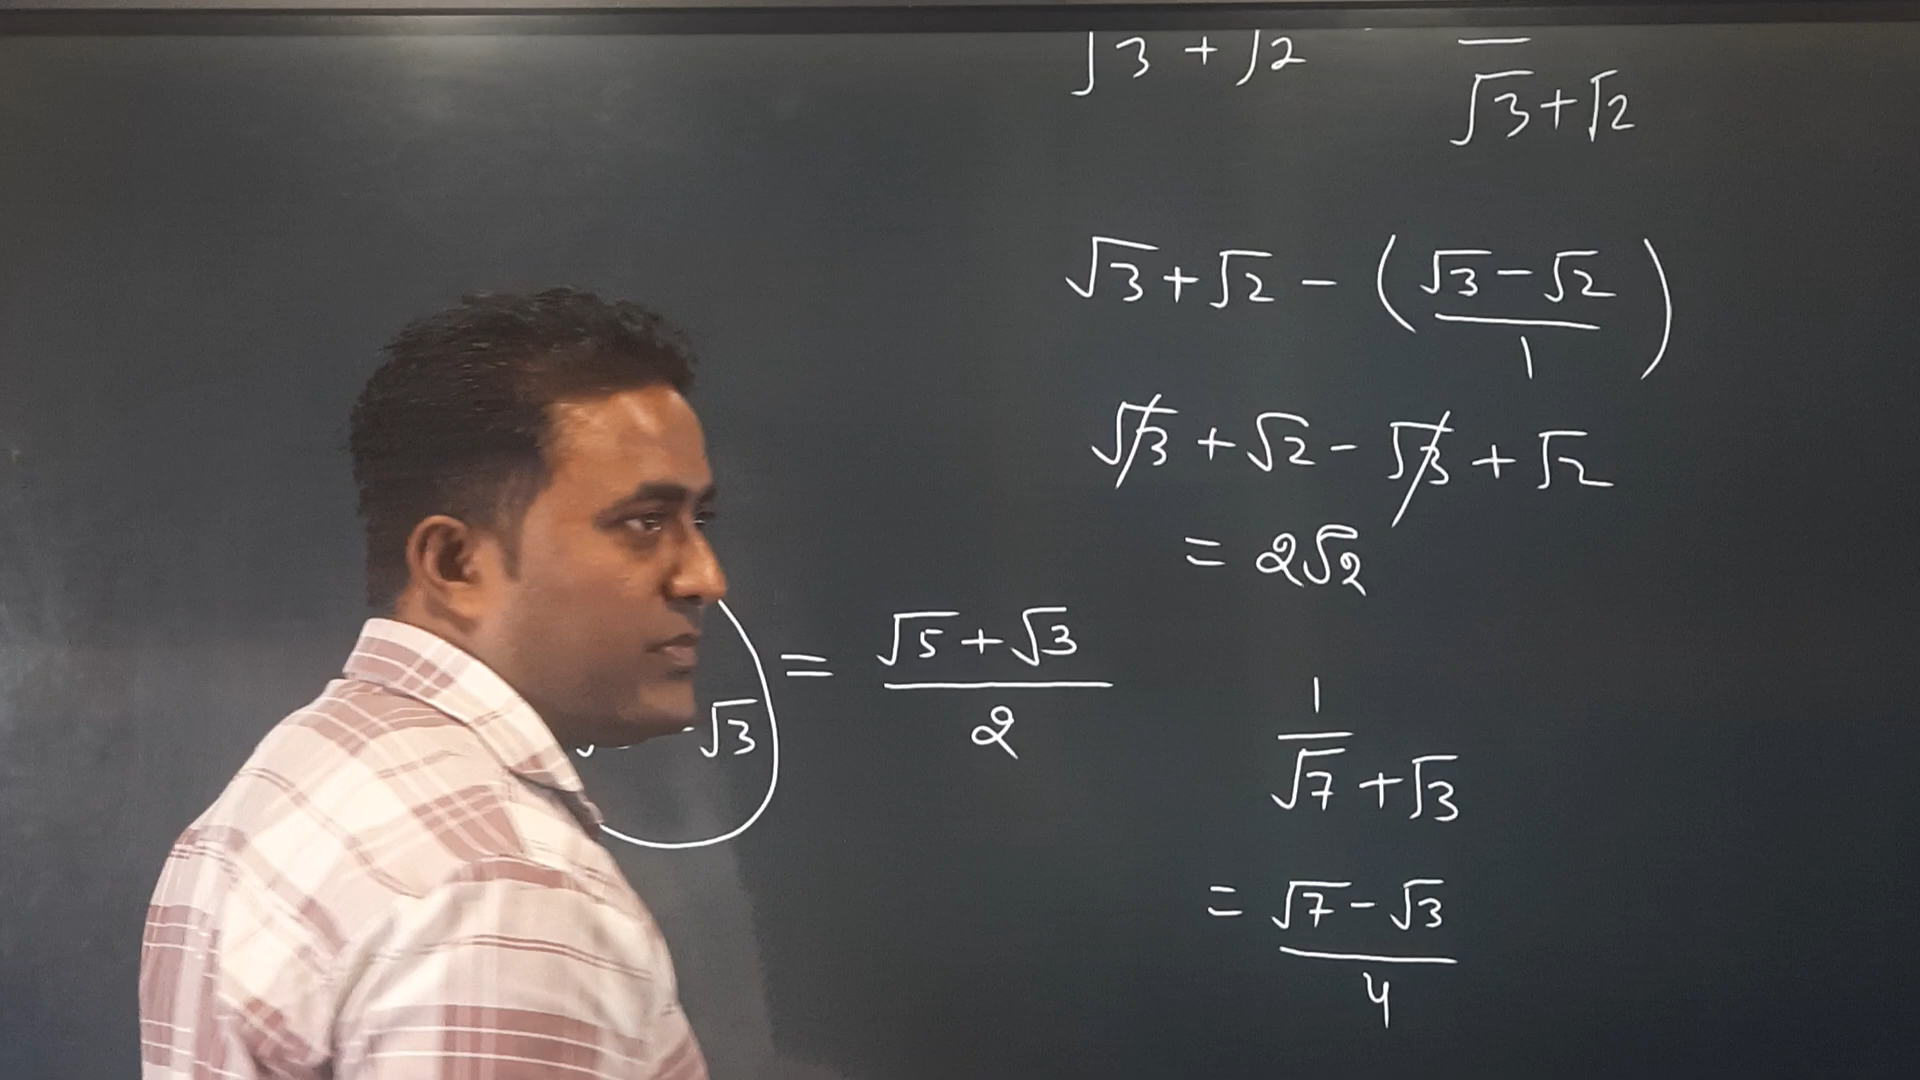 √3 + √2
√3 + √2
√3 + √2 - ( (√3 - √2) / 1 )
√3 + √2 - √3 + √2
= 2√2
√3 = (√5 + √3) / 2
1 / (√7 + √3)
= (√7 - √3) / 4